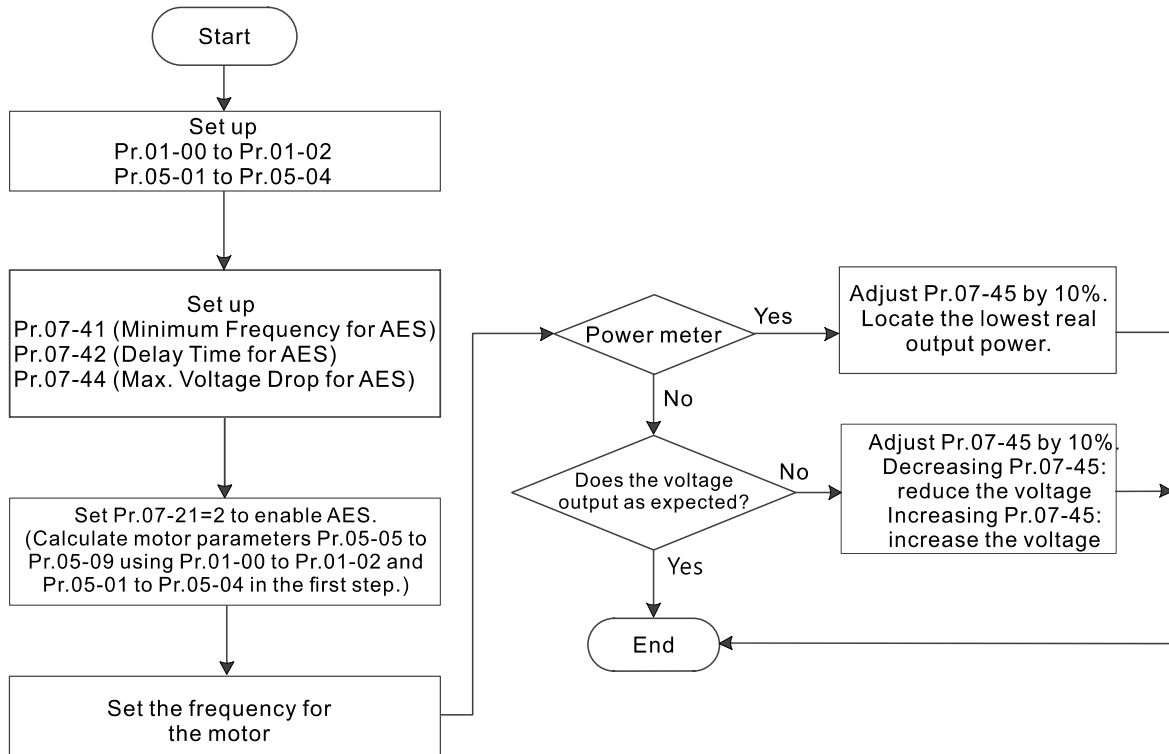 Start
Set up
Pr.01-00 to Pr.01-02
Pr.05-01 to Pr.05-04
Set up
Pr.07-41 (Minimum Frequency for AES)
Pr.07-42 (Delay Time for AES)
Pr.07-44 (Max. Voltage Drop for AES)
Set Pr.07-21=2 to enable AES.
(Calculate motor parameters Pr.05-05 to
Pr.05-09 using Pr.01-00 to Pr.01-02 and
Pr.05-01 to Pr.05-04 in the first step.)
Set the frequency for
the motor
Power meter
Yes
Adjust Pr.07-45 by 10%.
Locate the lowest real
output power.
No
Does the voltage
output as expected?
No
Adjust Pr.07-45 by 10%.
Decreasing Pr.07-45:
reduce the voltage
Increasing Pr.07-45:
increase the voltage
Yes
End